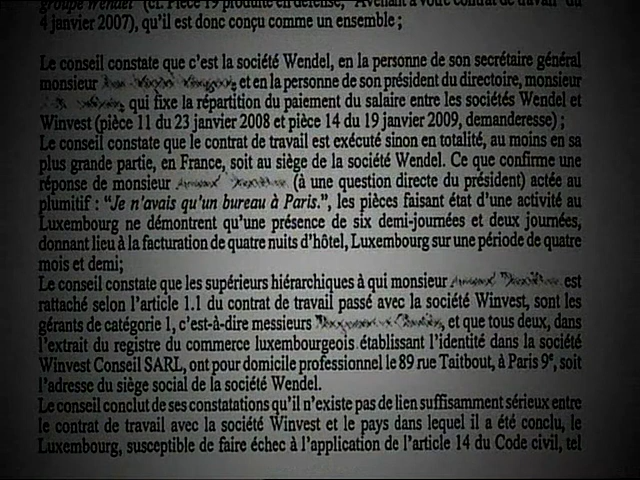 groupe Wendel" (cf. Pièce 19 produite en défense, "Avenant à votre contrat de travail" du
4 janvier 2007), qu'il est donc conçu comme un ensemble ;
Le conseil constate que c'est la société Wendel, en la personne de son secrétaire général
monsieur et en la personne de son président du directoire, monsieur
qui fixe la répartition du paiement du salaire entre les sociétés Wendel et
Winvest (pièce 11 du 23 janvier 2008 et pièce 14 du 19 janvier 2009, demanderesse) ;
Le conseil constate que le contrat de travail est exécuté sinon en totalité, au moins en sa
plus grande partie, en France, soit au siège de la société Wendel. Ce que confirme une
réponse de monsieur (à une question directe du président) actée au
plumitif : "Je n'avais qu'un bureau à Paris.", les pièces faisant état d'une activité au
Luxembourg ne démontrent qu'une présence de six demi-journées et deux journées,
donnant lieu à la facturation de quatre nuits d'hôtel, Luxembourg sur une période de quatre
mois et demi;
Le conseil constate que les supérieurs hiérarchiques à qui monsieur est
rattaché selon l'article 1.1 du contrat de travail passé avec la société Winvest, sont les
gérants de catégorie 1, c'est-à-dire messieurs , et que tous deux, dans
l'extrait du registre du commerce luxembourgeois établissant l'identité dans la société
Winvest Conseil SARL, ont pour domicile professionnel le 89 rue Taitbout, à Paris 9e, soit
l'adresse du siège social de la société Wendel.
Le conseil conclut de ses constatations qu'il n'existe pas de lien suffisamment sérieux entre
le contrat de travail avec la société Winvest et le pays dans lequel il a été conclu, le
Luxembourg, susceptible de faire échec à l'application de l'article 14 du Code civil, tel